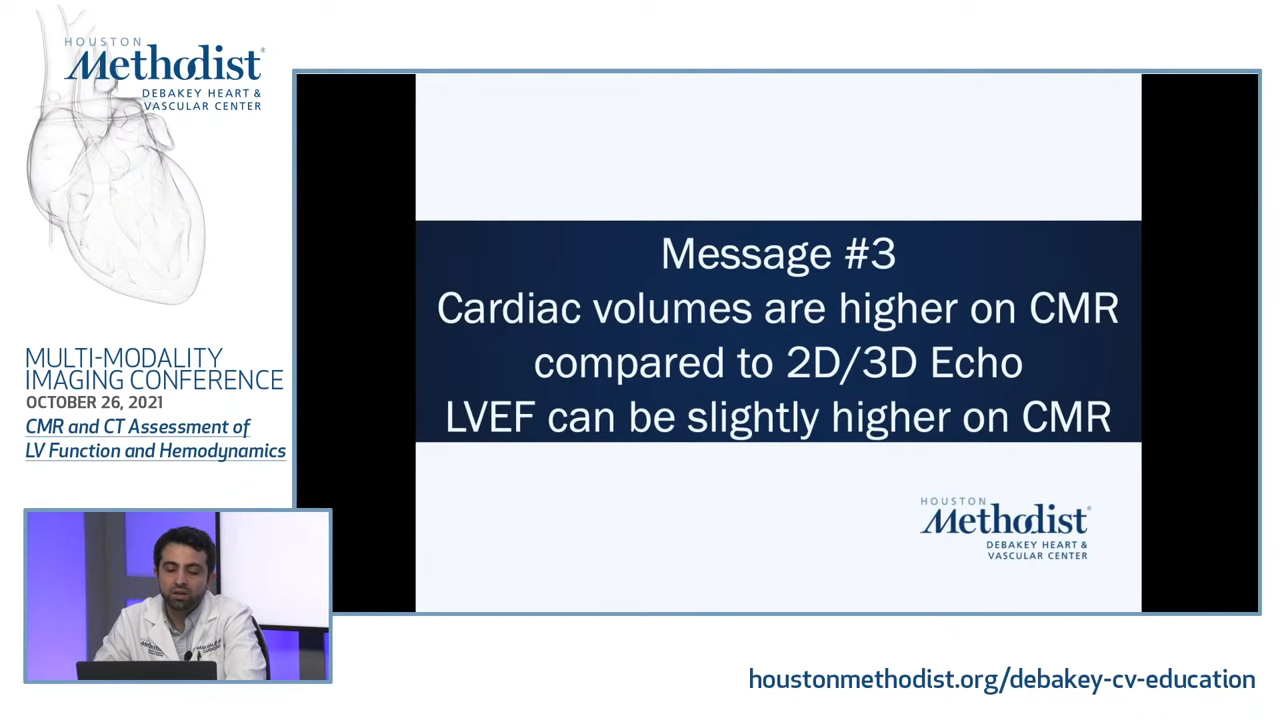 HOUSTON
Methodist®
DEBAKEY HEART &
VASCULAR CENTER
MULTI-MODALITY
IMAGING CONFERENCE
OCTOBER 26, 2021
CMR and CT Assessment of
LV Function and Hemodynamics
Message #3
Cardiac volumes are higher on CMR
compared to 2D/3D Echo
LVEF can be slightly higher on CMR
HOUSTON
Methodist®
DEBAKEY HEART &
VASCULAR CENTER
Methodist
houstonmethodist.org/debakey-cv-education